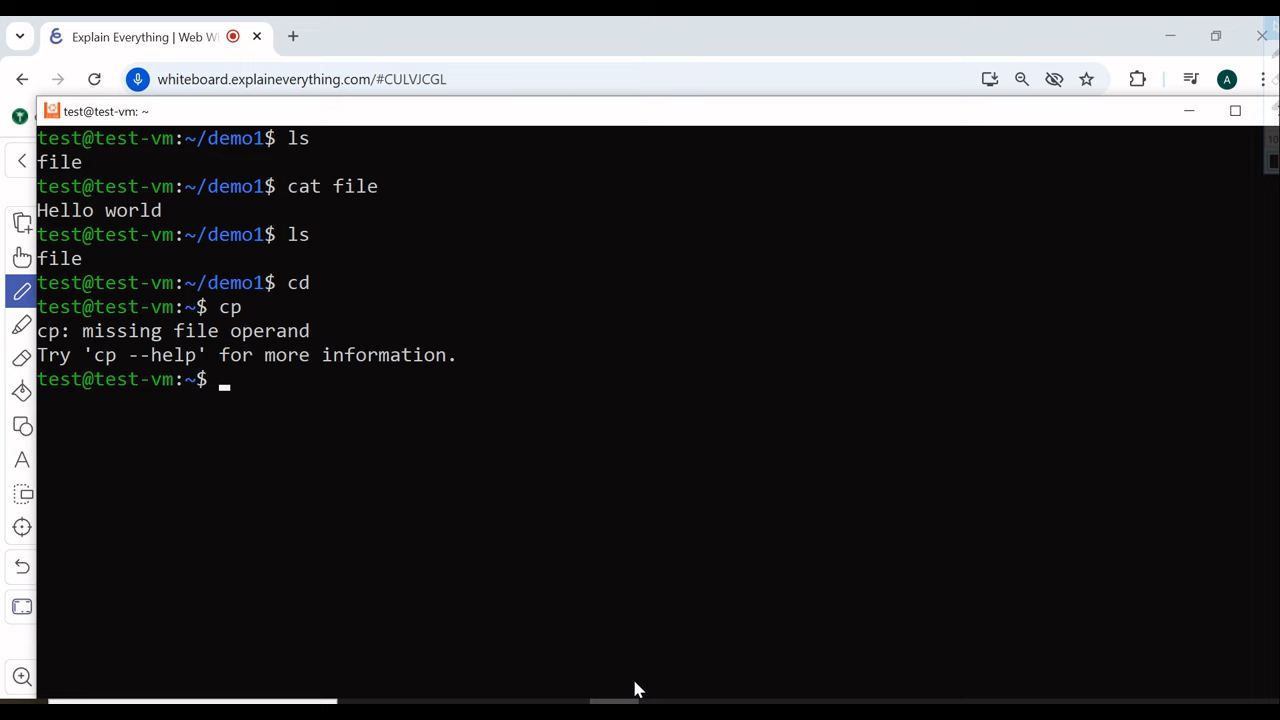 Explain Everything | Web W
whiteboard.explaineverything.com/#CULVJCGL
A
test@test-vm: ~
test@test-vm:~/demo1$ ls
file
test@test-vm:~/demo1$ cat file
Hello world
test@test-vm:~/demo1$ ls
file
test@test-vm:~/demo1$ cd
test@test-vm:~$ cp
cp: missing file operand
Try 'cp --help' for more information.
test@test-vm:~$
A